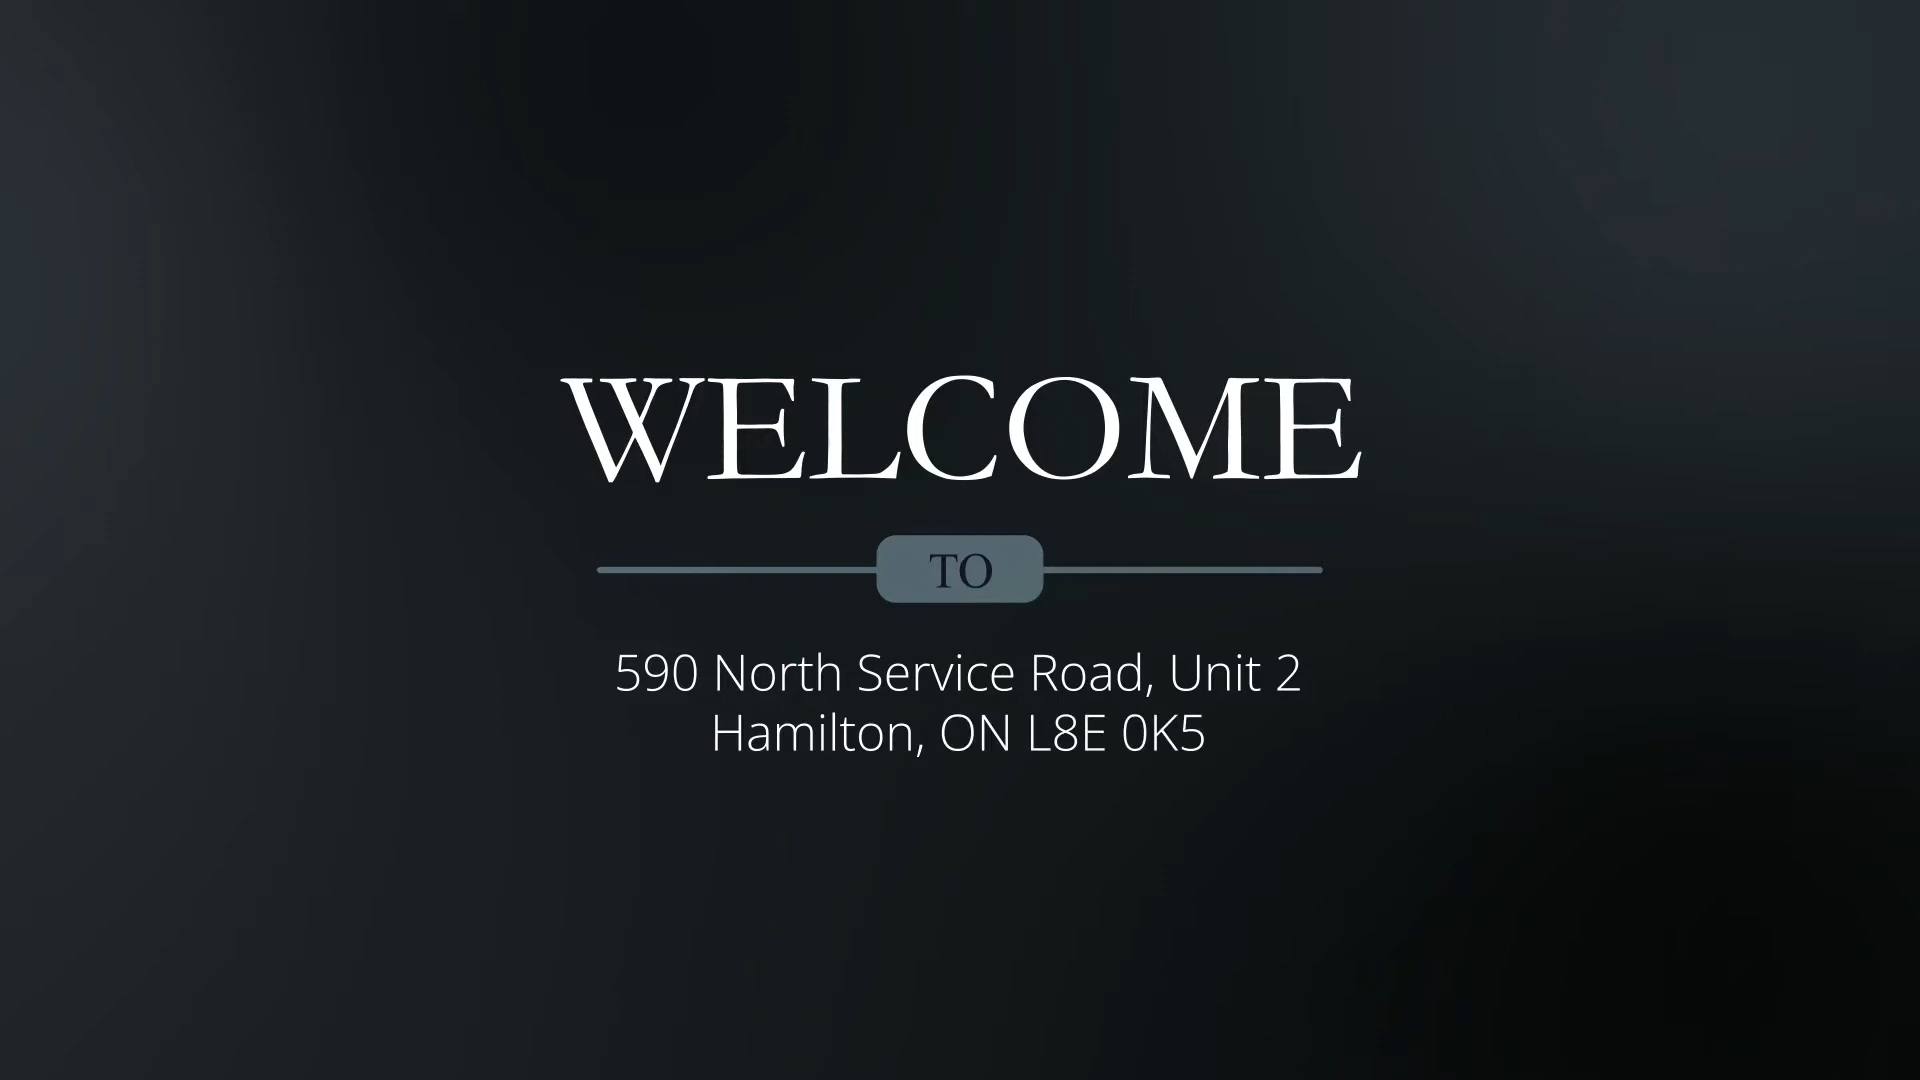 WELCOME
TO
590 North Service Road, Unit 2
Hamilton, ON L8E 0K5